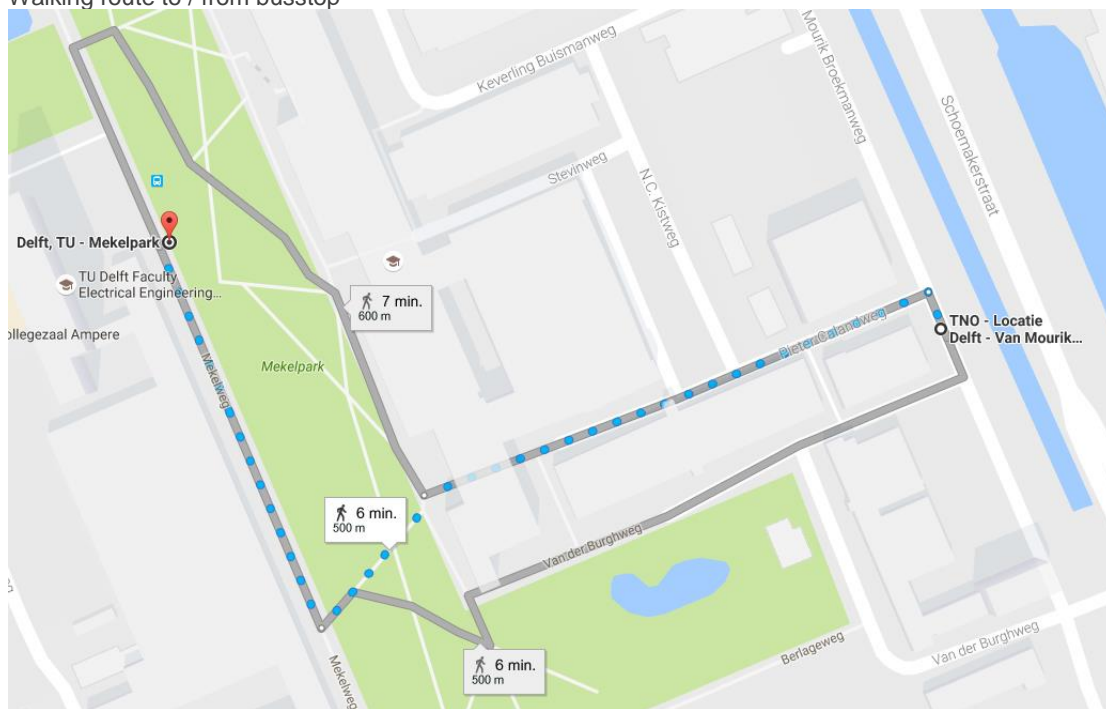 Walking route to / from busstop
Keverling Buismanweg
Mourik Broekmanweg
Schoemakerstraat
Stevinweg
N.C. Kistweg
Delft, TU - Mekelpark
TU Delft Faculty
Electrical Engineering...
ollegezaal Ampere
7 min.
600 m
Mekelpark
Mekelweg
Pieter Calandweg
TNO - Locatie
Delft - Van Mourik...
6 min.
500 m
Van der Burghweg
6 min.
500 m
Mekelweg
Berlageweg
Van der Burghweg